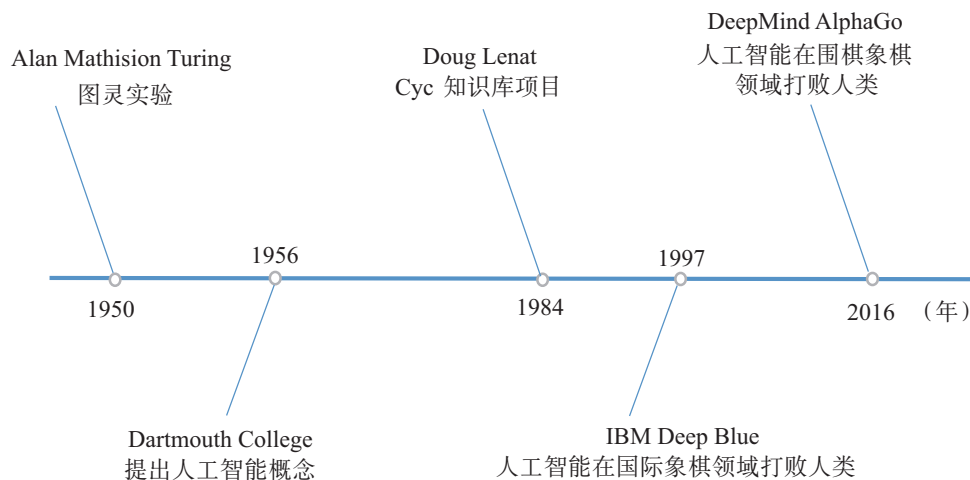 DeepMind AlphaGo
人工智能在围棋象棋
领域打败人类
Alan Mathision Turing
图灵实验
Doug Lenat
Cyc 知识库项目
1956
1997
1950
1984
2016 （年）
Dartmouth College
提出人工智能概念
IBM Deep Blue
人工智能在国际象棋领域打败人类